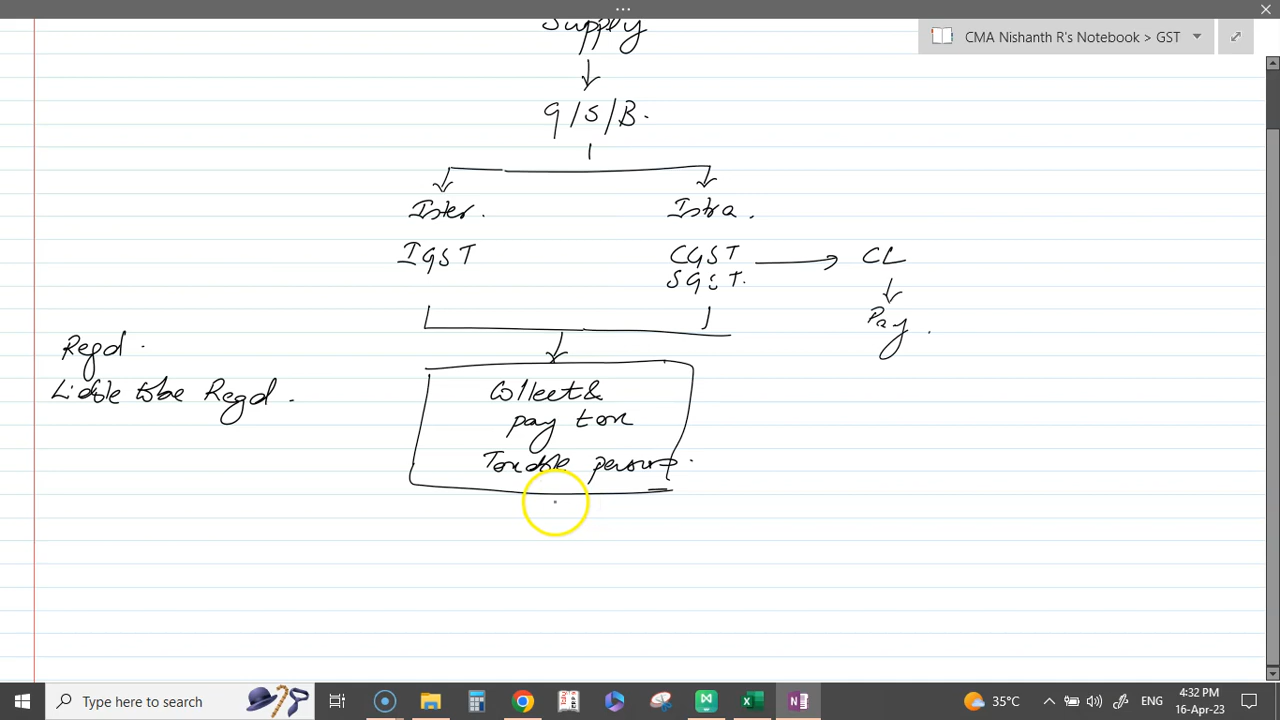 CMA Nishanth R's Notebook > GST
Supply
G/S/B.
Inter.
Intra.
IGST
CGST
SGST.
CL
Pay.
Regd.
Liable to be Regd.
Collect &
pay tax
Taxable person.
Type here to search
35°C
ENG
4:32 PM
16-Apr-23